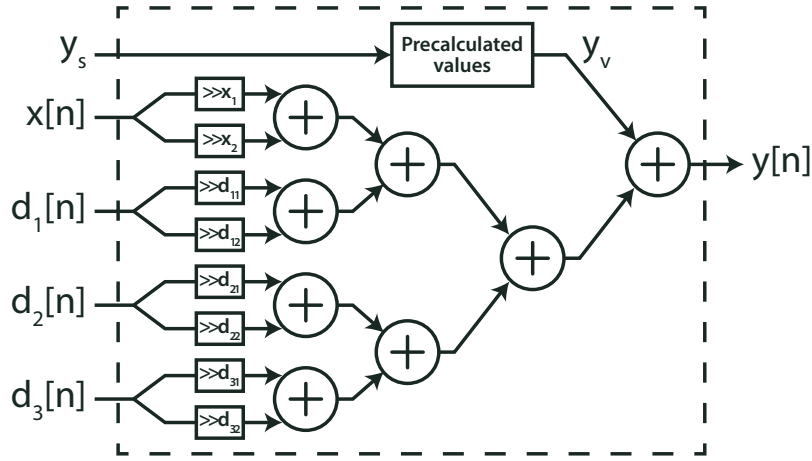 y_s
Precalculated
values
y_v
x[n]
>>x_1
>>x_2
y[n]
d_1[n]
>>d_11
>>d_12
d_2[n]
>>d_21
>>d_22
d_3[n]
>>d_31
>>d_32